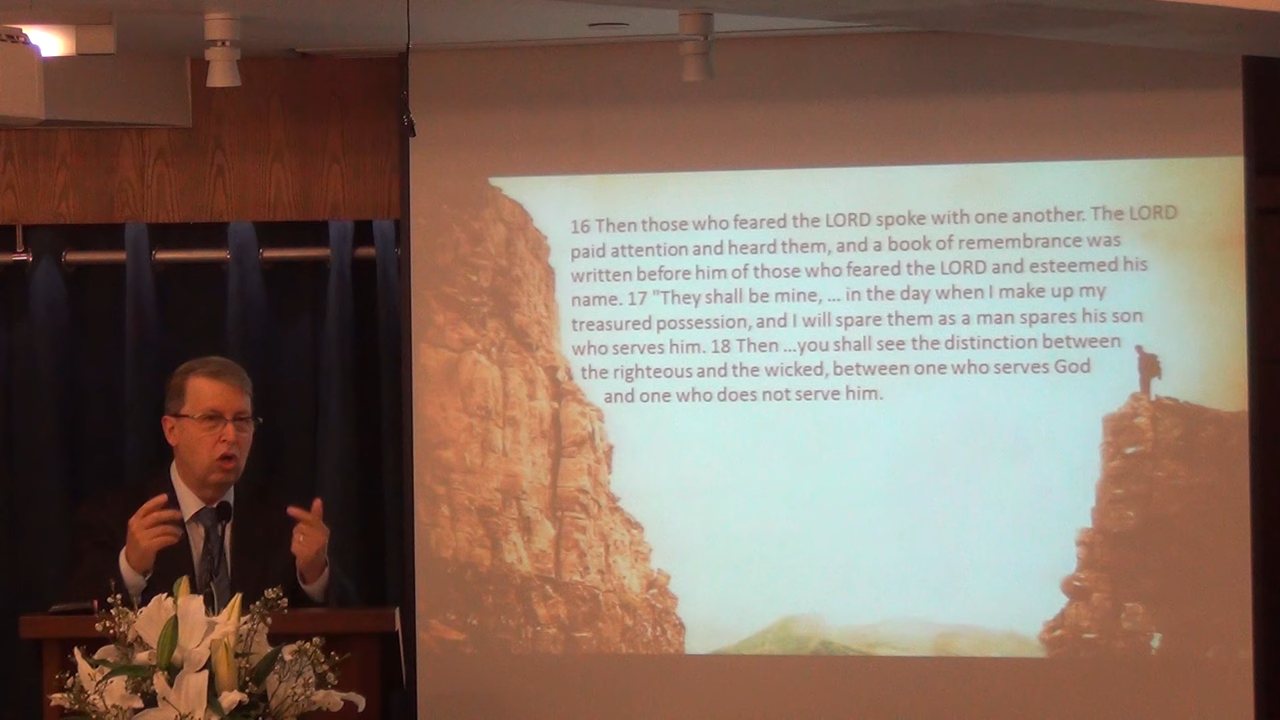 16 Then those who feared the LORD spoke with one another. The LORD
paid attention and heard them, and a book of remembrance was
written before him of those who feared the LORD and esteemed his
name. 17 "They shall be mine, ... in the day when I make up my
treasured possession, and I will spare them as a man spares his son
who serves him. 18 Then ...you shall see the distinction between
the righteous and the wicked, between one who serves God
and one who does not serve him.